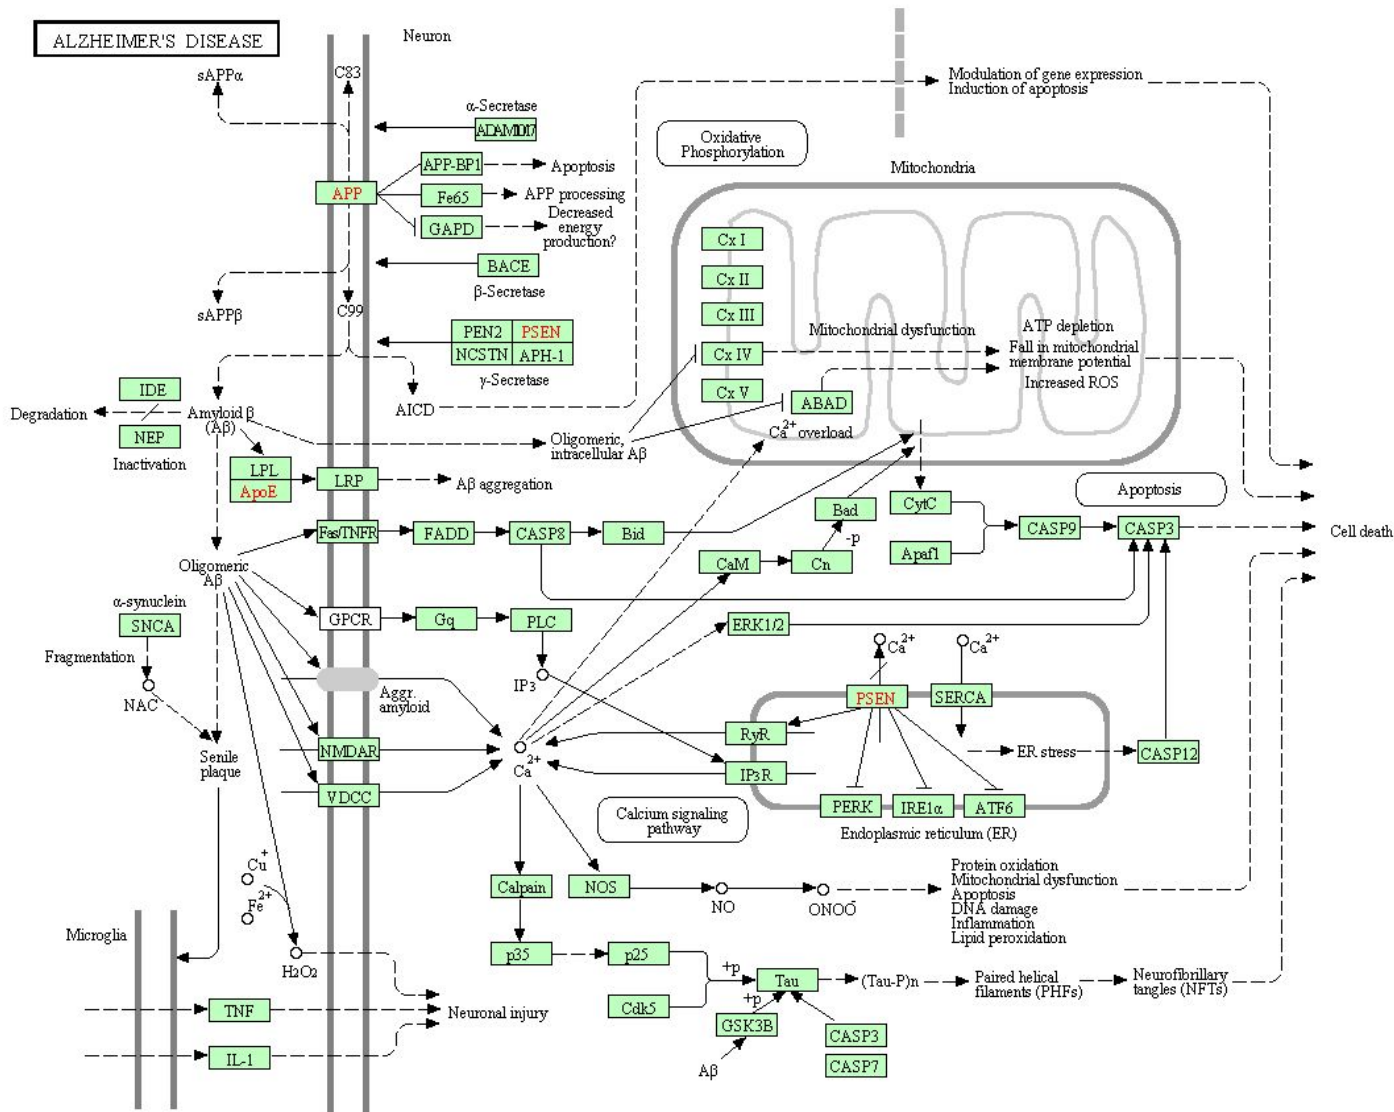 ALZHEIMER'S DISEASE
Neuron
sAPPα
C83
α-Secretase
ADAM10/17
Modulation of gene expression
Induction of apoptosis
Oxidative
Phosphorylation
Mitochondria
APP-BP1
Apoptosis
APP
Fe65
APP processing
GAPD
Decreased
energy
production?
BACE
β-Secretase
sAPPβ
C99
PEN2
PSEN
NCSTN
APH-1
γ-Secretase
Cx I
Cx II
Cx III
Cx IV
Cx V
Mitochondrial dysfunction
ATP depletion
Fall in mitochondrial
membrane potential
Increased ROS
ABAD
Ca2+ overload
IDE
Degradation
Amyloid β
(Aβ)
NEP
Inactivation
AICD
Oligomeric,
intracellular Aβ
LPL
ApoE
LRP
Aβ aggregation
Apoptosis
Fas/TNFR
FADD
CASP8
Bid
Bad
-p
CytC
Apaf1
CASP9
CASP3
Cell death
CaM
Cn
Oligomeric
Aβ
α-synuclein
SNCA
Fragmentation
NAC
GPCR
Gq
PLC
IP3
ERK1/2
Ca2+
Ca2+
PSEN
SERCA
Aggr.
amyloid
RyR
IP3R
ER stress
CASP12
Senile
plaque
NMDAR
VDCC
Ca2+
Calcium signaling
pathway
PERK
IRE1α
ATF6
Endoplasmic reticulum (ER)
Cu+
Fe2+
H2O2
Calpain
NOS
NO
ONOO-
Protein oxidation
Mitochondrial dysfunction
Apoptosis
DNA damage
Inflammation
Lipid peroxidation
Microglia
p35
p25
Cdk5
+p
+p
Tau
(Tau-P)n
Paired helical
filaments (PHFs)
Neurofibrillary
tangles (NFTs)
TNF
IL-1
Neuronal injury
GSK3B
Aβ
CASP3
CASP7